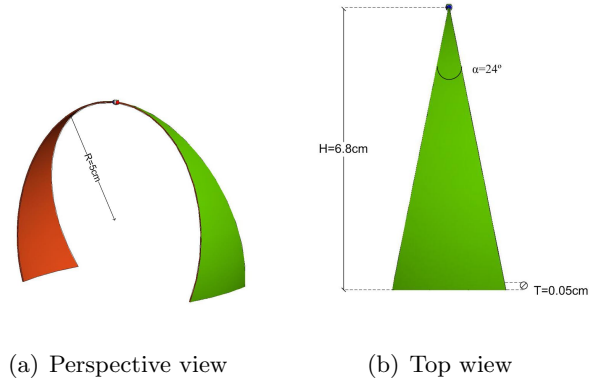 R=5cm
α=24º
H=6.8cm
T=0.05cm
(a) Perspective view
(b) Top wiew